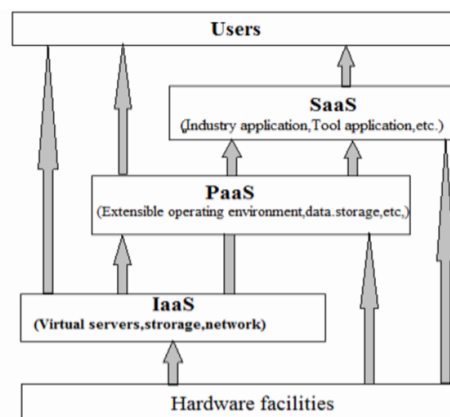 Users
SaaS
(Industry application,Tool application,etc.)
PaaS
(Extensible operating environment,data.storage,etc,)
IaaS
(Virtual servers,strorage,network)
Hardware facilities